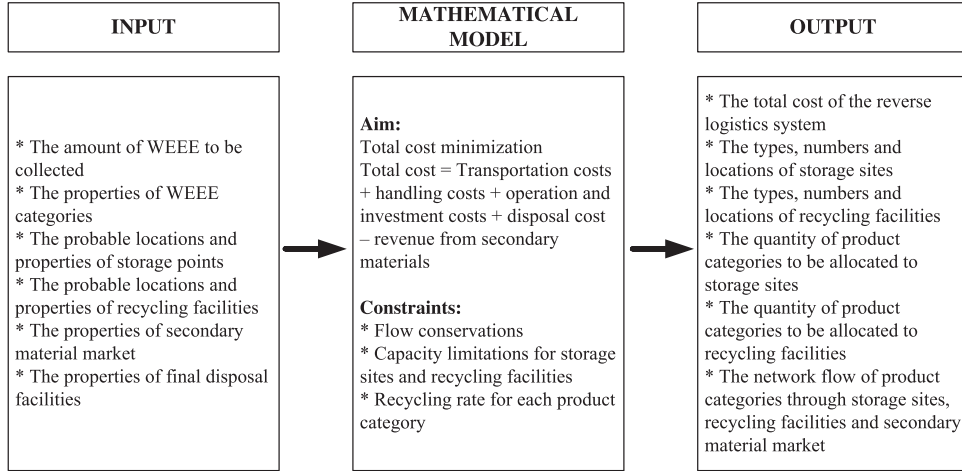 INPUT
* The amount of WEEE to be
collected
* The properties of WEEE
categories
* The probable locations and
properties of storage points
* The probable locations and
properties of recycling facilities
* The properties of secondary
material market
* The properties of final disposal
facilities
MATHEMATICAL
MODEL
Aim:
Total cost minimization
Total cost = Transportation costs
+ handling costs + operation and
investment costs + disposal cost
– revenue from secondary
materials
Constraints:
* Flow conservations
* Capacity limitations for storage
sites and recycling facilities
* Recycling rate for each product
category
OUTPUT
* The total cost of the reverse
logistics system
* The types, numbers and
locations of storage sites
* The types, numbers and
locations of recycling facilities
* The quantity of product
categories to be allocated to
storage sites
* The quantity of product
categories to be allocated to
recycling facilities
* The network flow of product
categories through storage sites,
recycling facilities and secondary
material market